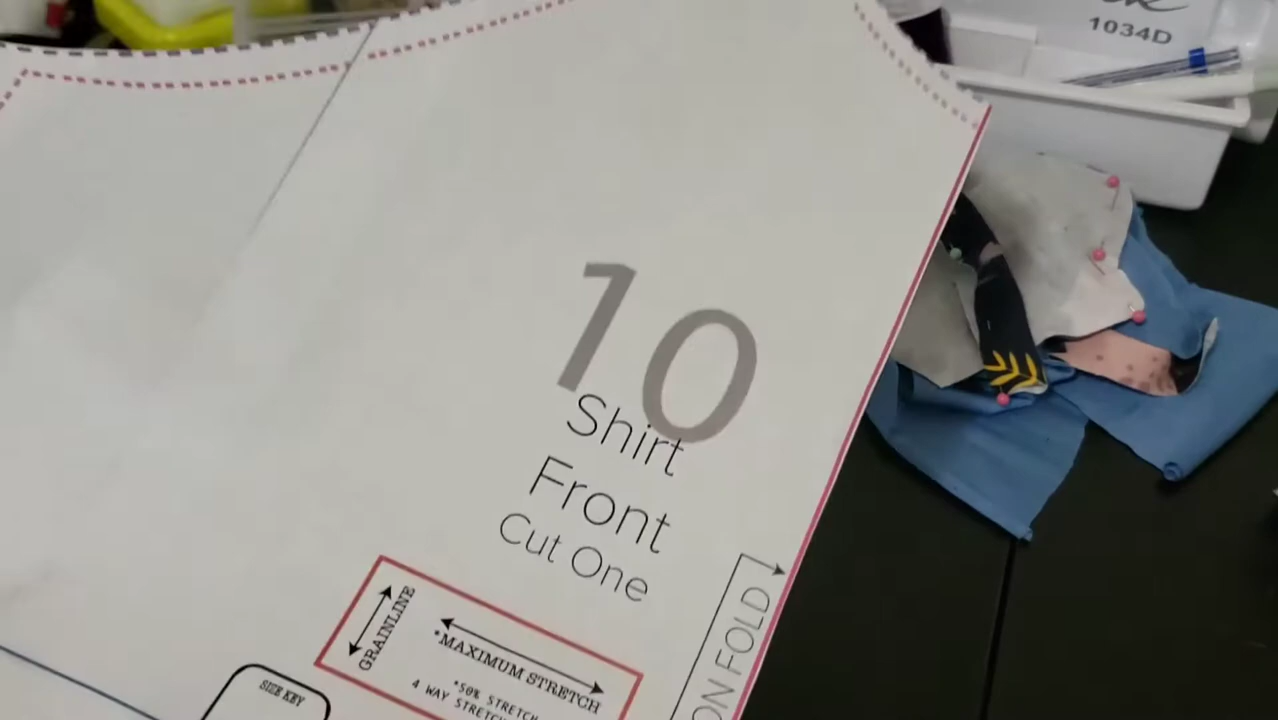 1034D
10
Shirt
Front
Cut One
GRAINLINE
*MAXIMUM STRETCH
*50% STRETCH
4 WAY STRETCH
ON FOLD
SIZE KEY